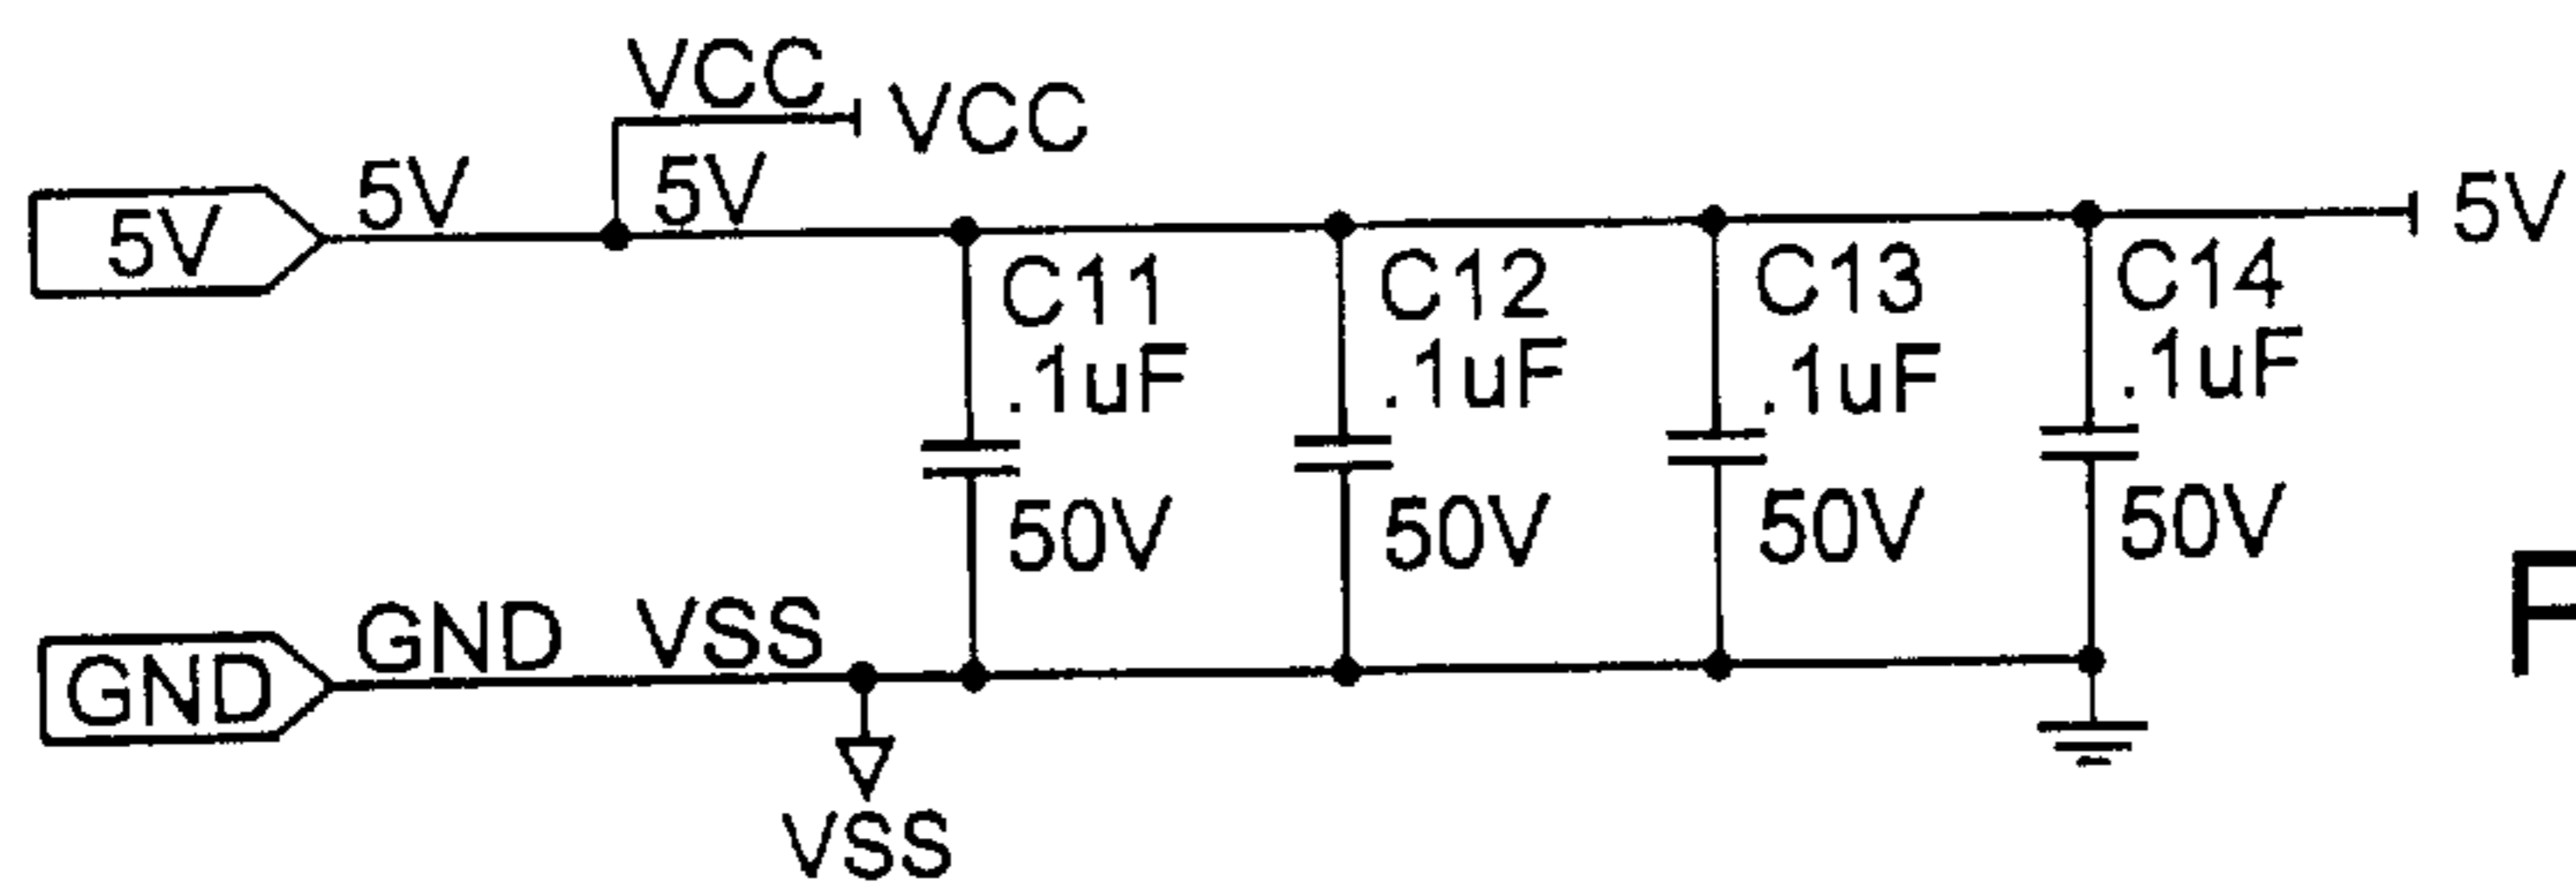 VCC
VCC
5V
5V
5V
5V
C11
.1uF
50V
C12
.1uF
50V
C13
.1uF
50V
C14
.1uF
50V
GND
GND
VSS
VSS
F